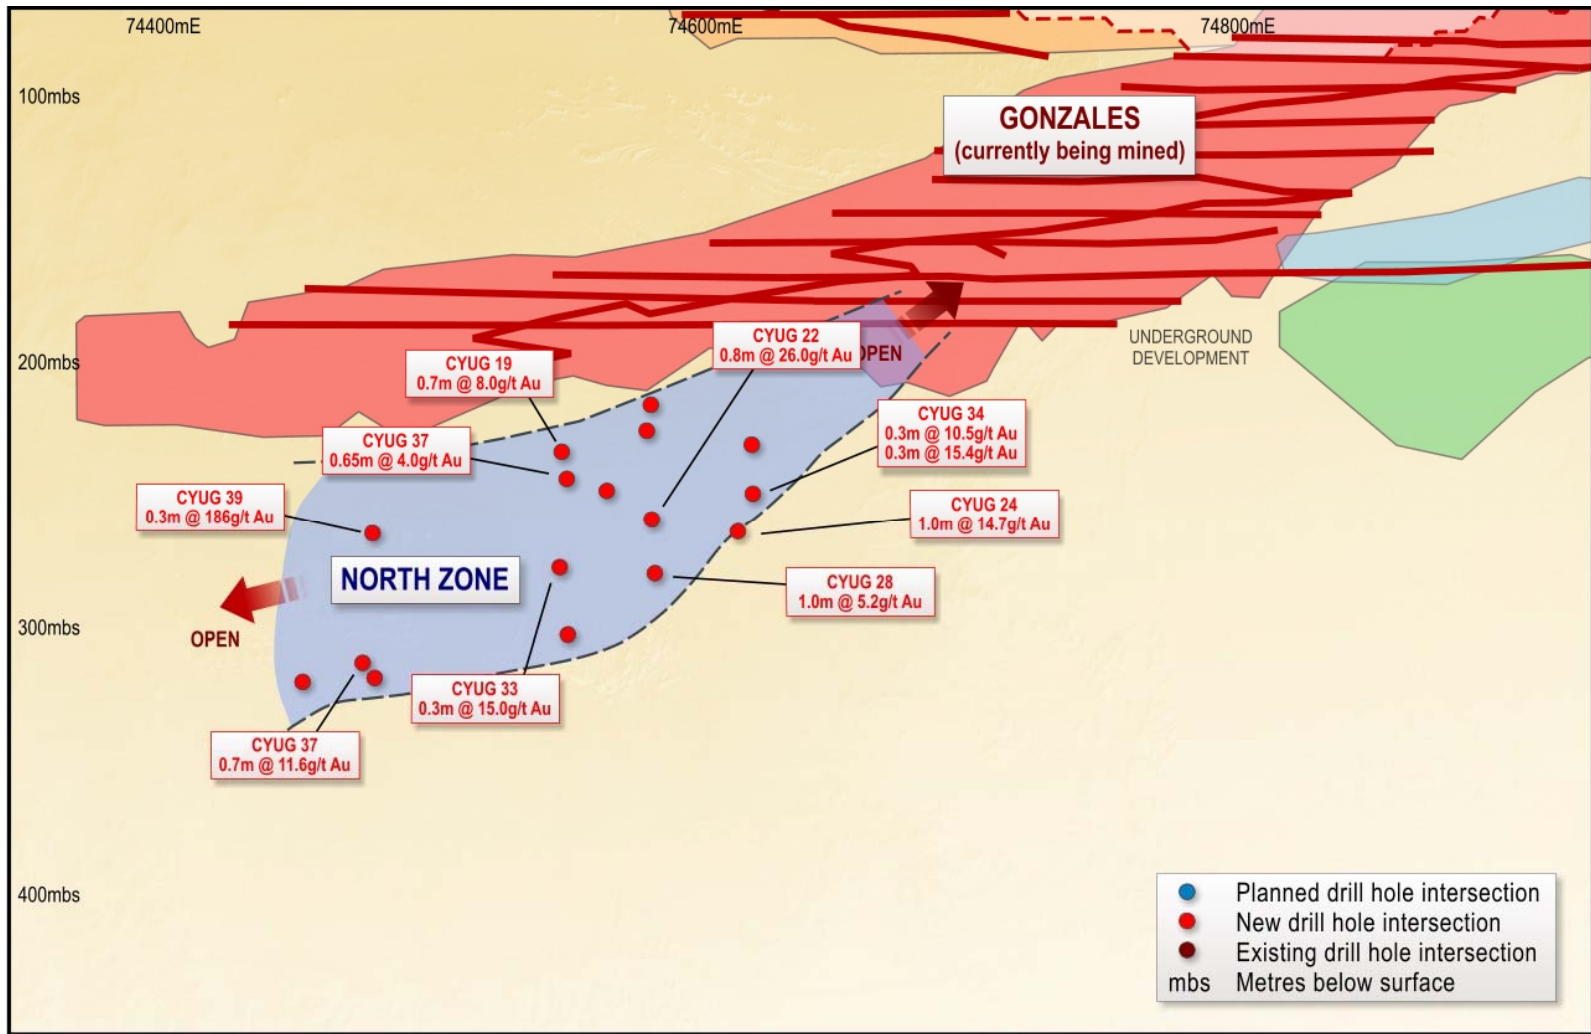 74400mE
74600mE
74800mE
100mbs
GONZALES
(currently being mined)
UNDERGROUND
DEVELOPMENT
CYUG 22
0.8m @ 26.0g/t Au
OPEN
200mbs
CYUG 19
0.7m @ 8.0g/t Au
CYUG 34
0.3m @ 10.5g/t Au
0.3m @ 15.4g/t Au
CYUG 37
0.65m @ 4.0g/t Au
CYUG 39
0.3m @ 186g/t Au
CYUG 24
1.0m @ 14.7g/t Au
NORTH ZONE
CYUG 28
1.0m @ 5.2g/t Au
300mbs
OPEN
CYUG 33
0.3m @ 15.0g/t Au
CYUG 37
0.7m @ 11.6g/t Au
400mbs
Planned drill hole intersection
New drill hole intersection
Existing drill hole intersection
mbs Metres below surface